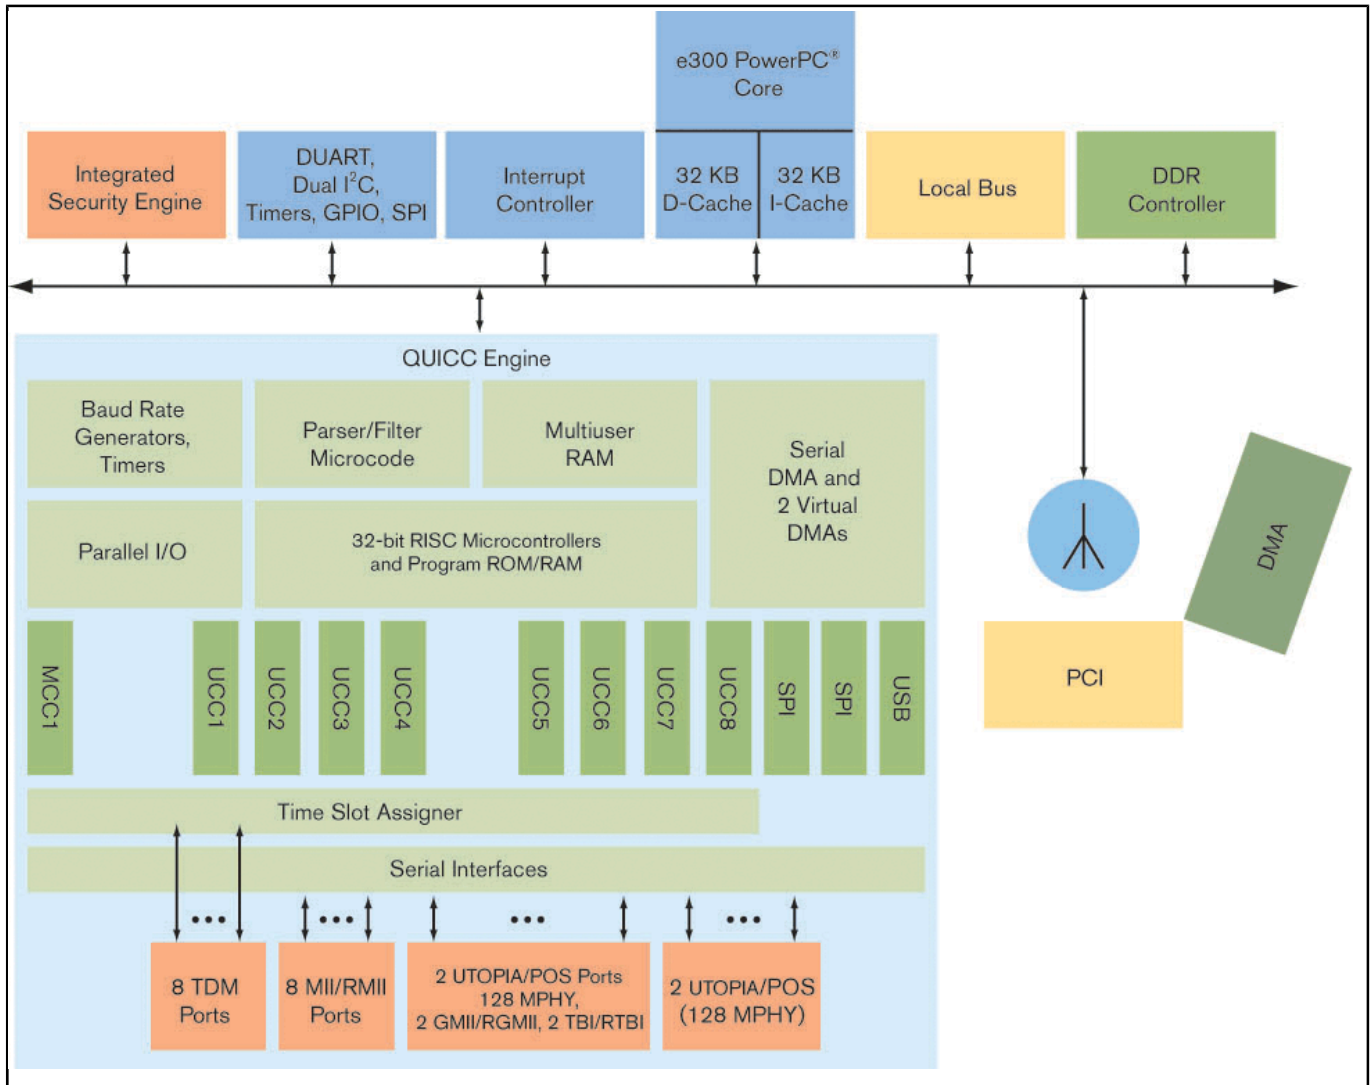 e300 PowerPC®
Core
Integrated
Security Engine
DUART,
Dual I²C,
Timers, GPIO, SPI
Interrupt
Controller
32 KB
D-Cache
32 KB
I-Cache
Local Bus
DDR
Controller
QUICC Engine
Baud Rate
Generators,
Timers
Parser/Filter
Microcode
Multiuser
RAM
Serial
DMA and
2 Virtual
DMAs
Parallel I/O
32-bit RISC Microcontrollers
and Program ROM/RAM
DMA
PCI
MCC1
UCC1
UCC2
UCC3
UCC4
UCC5
UCC6
UCC7
UCC8
SPI
SPI
USB
Time Slot Assigner
Serial Interfaces
8 TDM
Ports
8 MII/RMII
Ports
2 UTOPIA/POS Ports
128 MPHY,
2 GMII/RGMII, 2 TBI/RTBI
2 UTOPIA/POS
(128 MPHY)